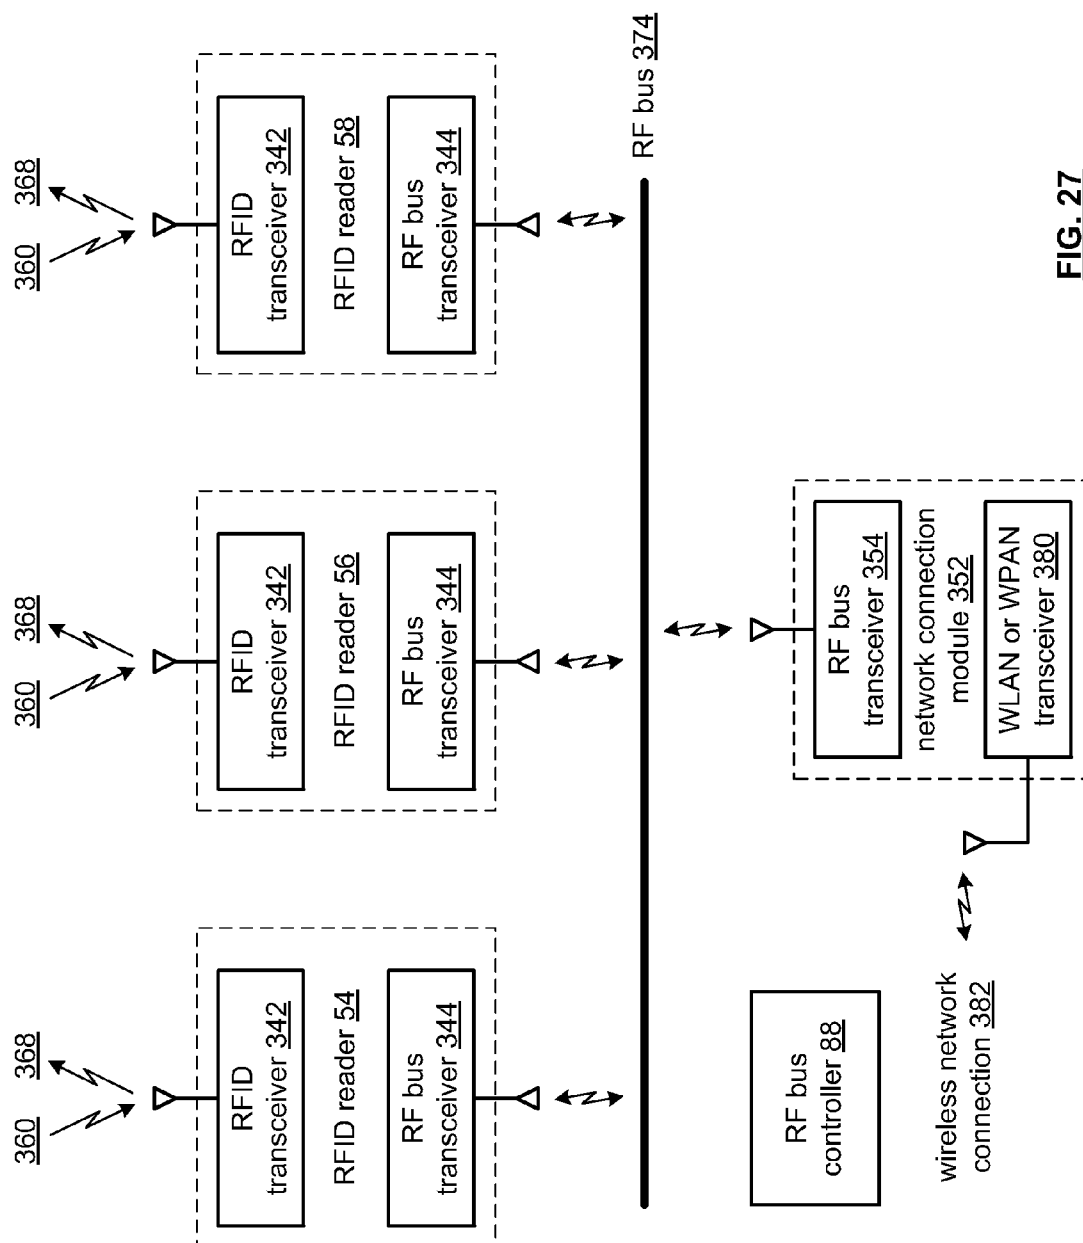 360 368
360 368
360 368
RFID
transceiver 342
RFID reader 54
RF bus
transceiver 344
RFID
transceiver 342
RFID reader 56
RF bus
transceiver 344
RFID
transceiver 342
RFID reader 58
RF bus
transceiver 344
RF bus 374
RF bus
controller 88
wireless network
connection 382
RF bus
transceiver 354
network connection
module 352
WLAN or WPAN
transceiver 380
FIG. 27